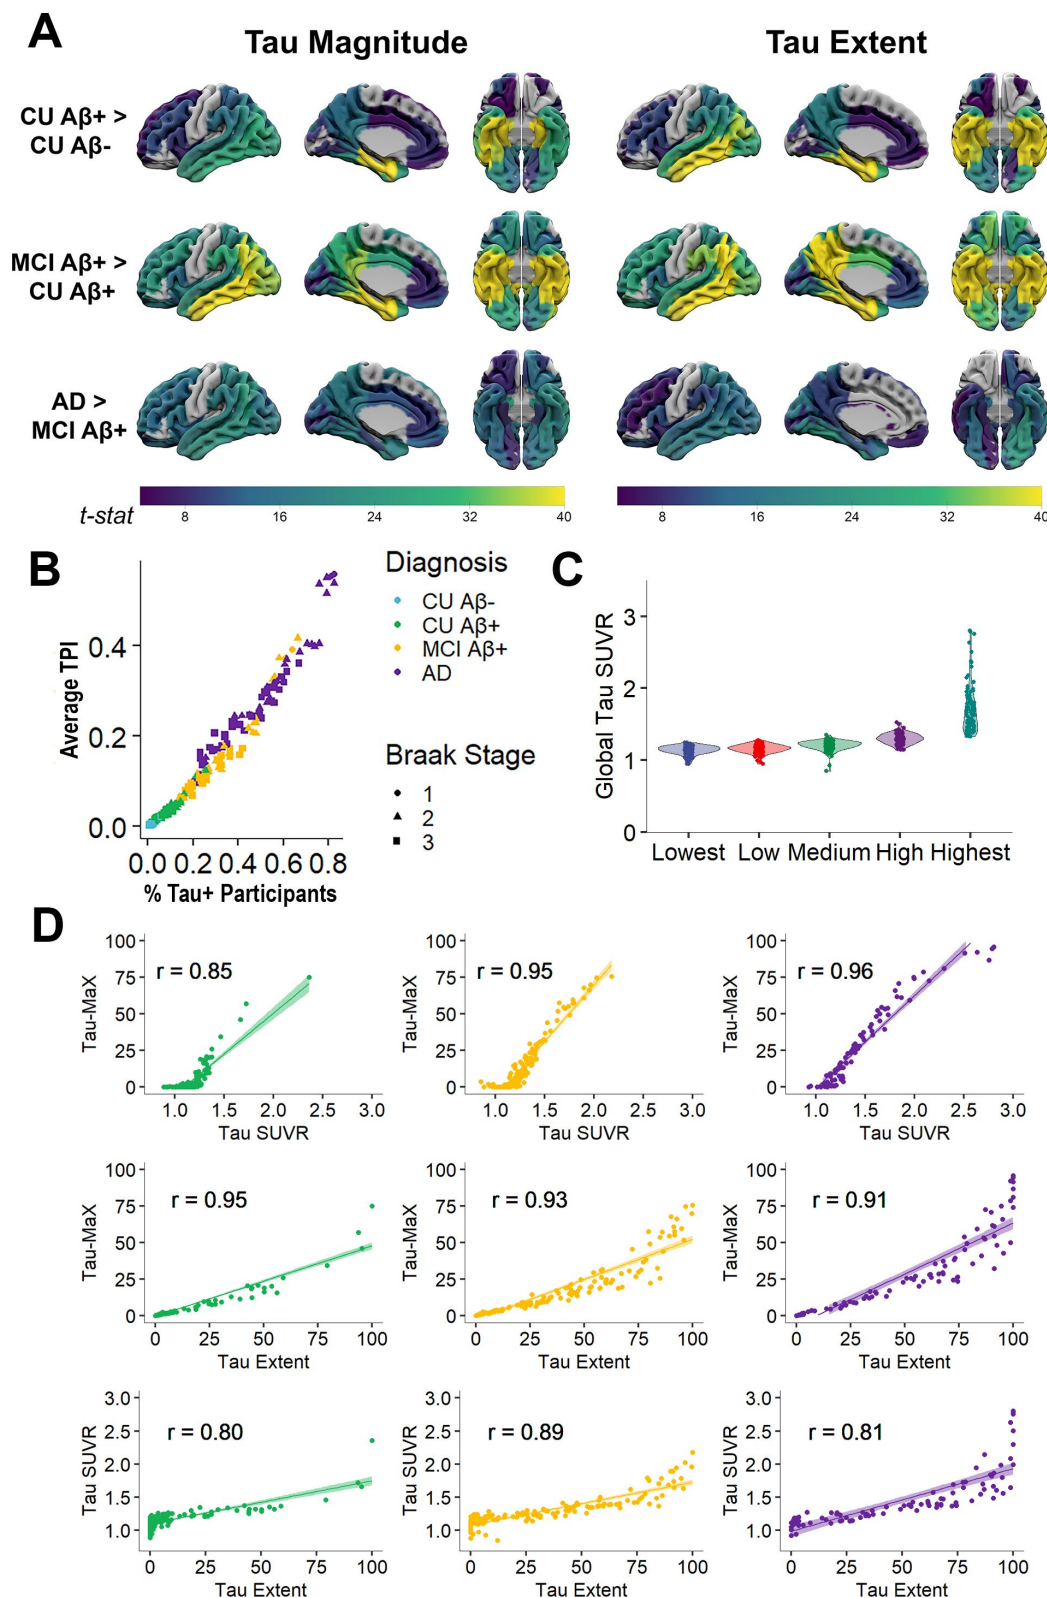 A
Tau Magnitude
Tau Extent
CU Aβ+ >
CU Aβ-
MCI Aβ+ >
CU Aβ+
AD >
MCI Aβ+
t-stat
8 16 24 32 40
8 16 24 32 40
B
Average TPI
0.4
0.2
0.0
0.0 0.2 0.4 0.6 0.8
% Tau+ Participants
Diagnosis
CU Aβ-
CU Aβ+
MCI Aβ+
AD
Braak Stage
1
2
3
C
Global Tau SUVR
3
2
1
0
Lowest Low Medium High Highest
D
Tau-MaX
100
75
50
25
0
r = 0.85
1.0 1.5 2.0 2.5 3.0
Tau SUVR
Tau-MaX
100
75
50
25
0
r = 0.95
1.0 1.5 2.0 2.5 3.0
Tau SUVR
Tau-MaX
100
75
50
25
0
r = 0.96
1.0 1.5 2.0 2.5 3.0
Tau SUVR
Tau-MaX
100
75
50
25
0
r = 0.95
0 25 50 75 100
Tau Extent
Tau-MaX
100
75
50
25
0
r = 0.93
0 25 50 75 100
Tau Extent
Tau-MaX
100
75
50
25
0
r = 0.91
0 25 50 75 100
Tau Extent
Tau SUVR
3.0
2.5
2.0
1.5
1.0
r = 0.80
0 25 50 75 100
Tau Extent
Tau SUVR
3.0
2.5
2.0
1.5
1.0
r = 0.89
0 25 50 75 100
Tau Extent
Tau SUVR
3.0
2.5
2.0
1.5
1.0
r = 0.81
0 25 50 75 100
Tau Extent